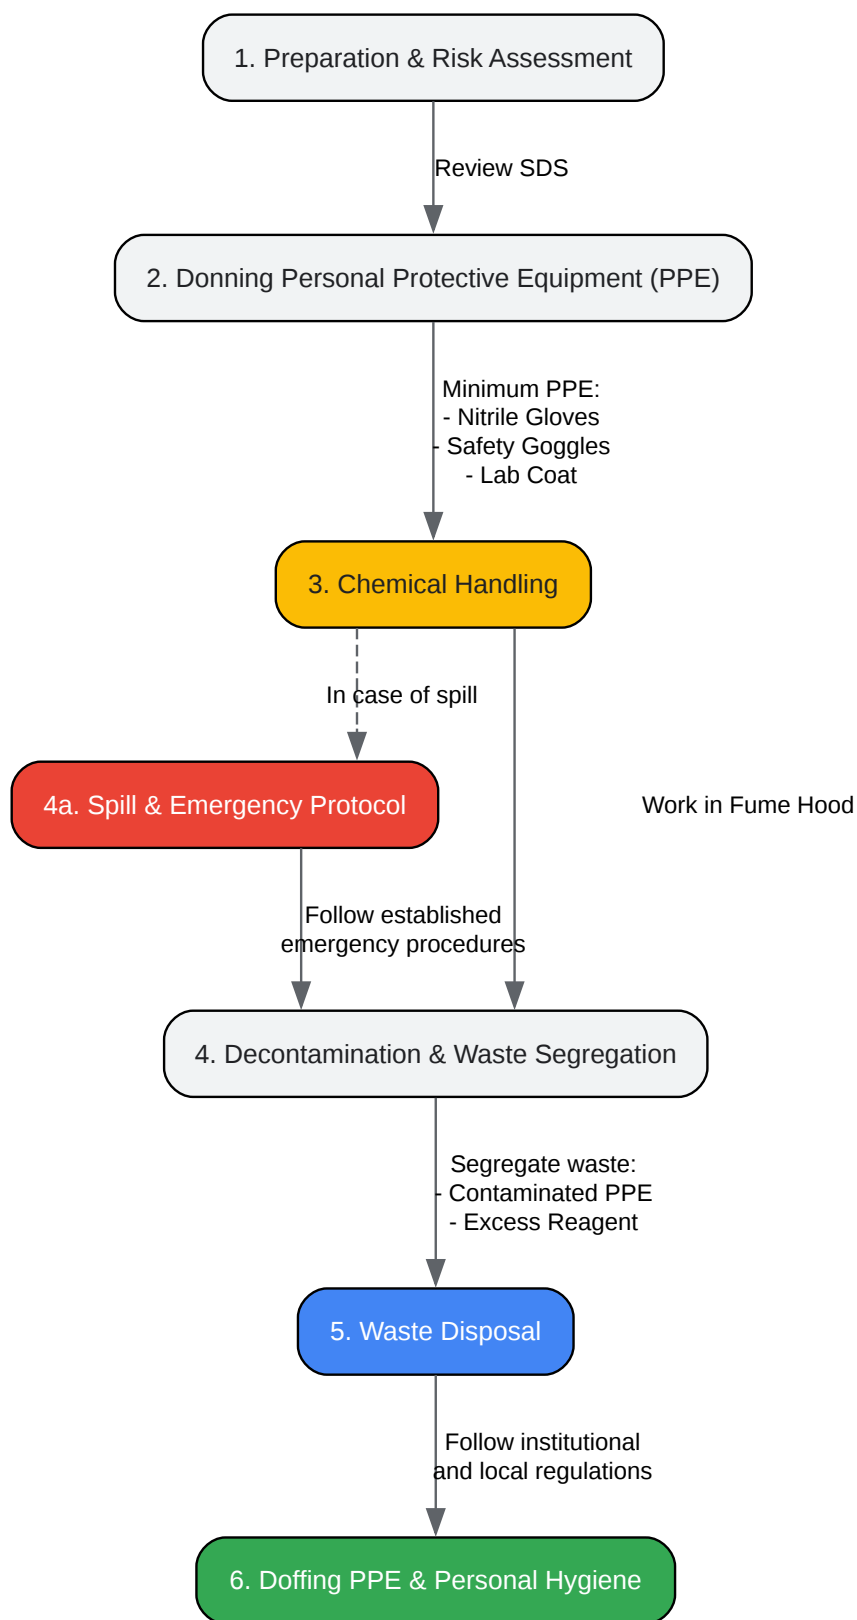 1. Preparation & Risk Assessment
Review SDS
2. Donning Personal Protective Equipment (PPE)
Minimum PPE:
- Nitrile Gloves
- Safety Goggles
- Lab Coat
3. Chemical Handling
In case of spill
4a. Spill & Emergency Protocol
Work in Fume Hood
Follow established
emergency procedures
4. Decontamination & Waste Segregation
Segregate waste:
- Contaminated PPE
- Excess Reagent
5. Waste Disposal
Follow institutional
and local regulations
6. Doffing PPE & Personal Hygiene